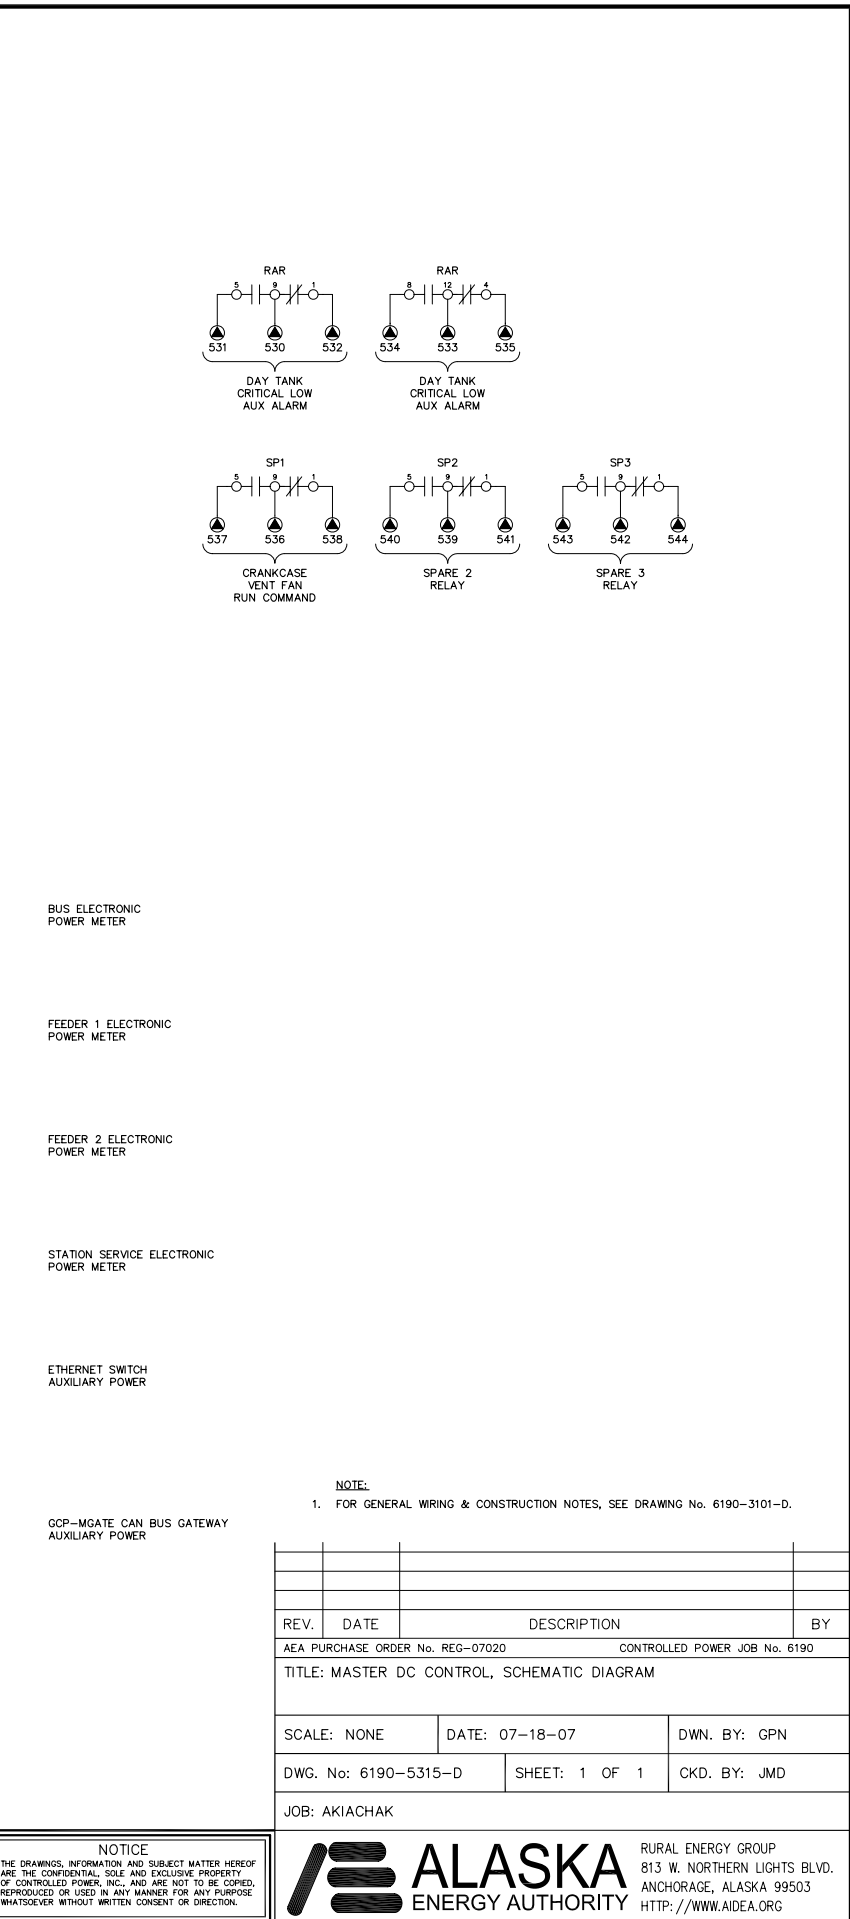 RAR RAR
5 9 1 8 12 4
531 530 532 534 533 535
DAY TANK
CRITICAL LOW
AUX ALARM
DAY TANK
CRITICAL LOW
AUX ALARM
SP1 SP2 SP3
5 9 1 5 9 1 5 9 1
537 536 538 540 539 541 543 542 544
CRANKCASE
VENT FAN
RUN COMMAND
SPARE 2
RELAY
SPARE 3
RELAY
BUS ELECTRONIC
POWER METER
FEEDER 1 ELECTRONIC
POWER METER
FEEDER 2 ELECTRONIC
POWER METER
STATION SERVICE ELECTRONIC
POWER METER
ETHERNET SWITCH
AUXILIARY POWER
GCP-MGATE CAN BUS GATEWAY
AUXILIARY POWER
NOTE:
1. FOR GENERAL WIRING & CONSTRUCTION NOTES, SEE DRAWING No. 6190-3101-D.
REV. DATE DESCRIPTION BY
AEA PURCHASE ORDER No. REG-07020 CONTROLLED POWER JOB No. 6190
TITLE: MASTER DC CONTROL, SCHEMATIC DIAGRAM
SCALE: NONE DATE: 07-18-07 DWN. BY: GPN
DWG. No: 6190-5315-D SHEET: 1 OF 1 CKD. BY: JMD
JOB: AKIACHAK
NOTICE
THE DRAWINGS, INFORMATION AND SUBJECT MATTER HEREOF
ARE THE CONFIDENTIAL, SOLE AND EXCLUSIVE PROPERTY
OF CONTROLLED POWER, INC., AND ARE NOT TO BE COPIED,
REPRODUCED OR USED IN ANY MANNER FOR ANY PURPOSE
WHATSOEVER WITHOUT WRITTEN CONSENT OR DIRECTION.
ALASKA
ENERGY AUTHORITY
RURAL ENERGY GROUP
813 W. NORTHERN LIGHTS BLVD.
ANCHORAGE, ALASKA 99503
HTTP://WWW.AIDEA.ORG